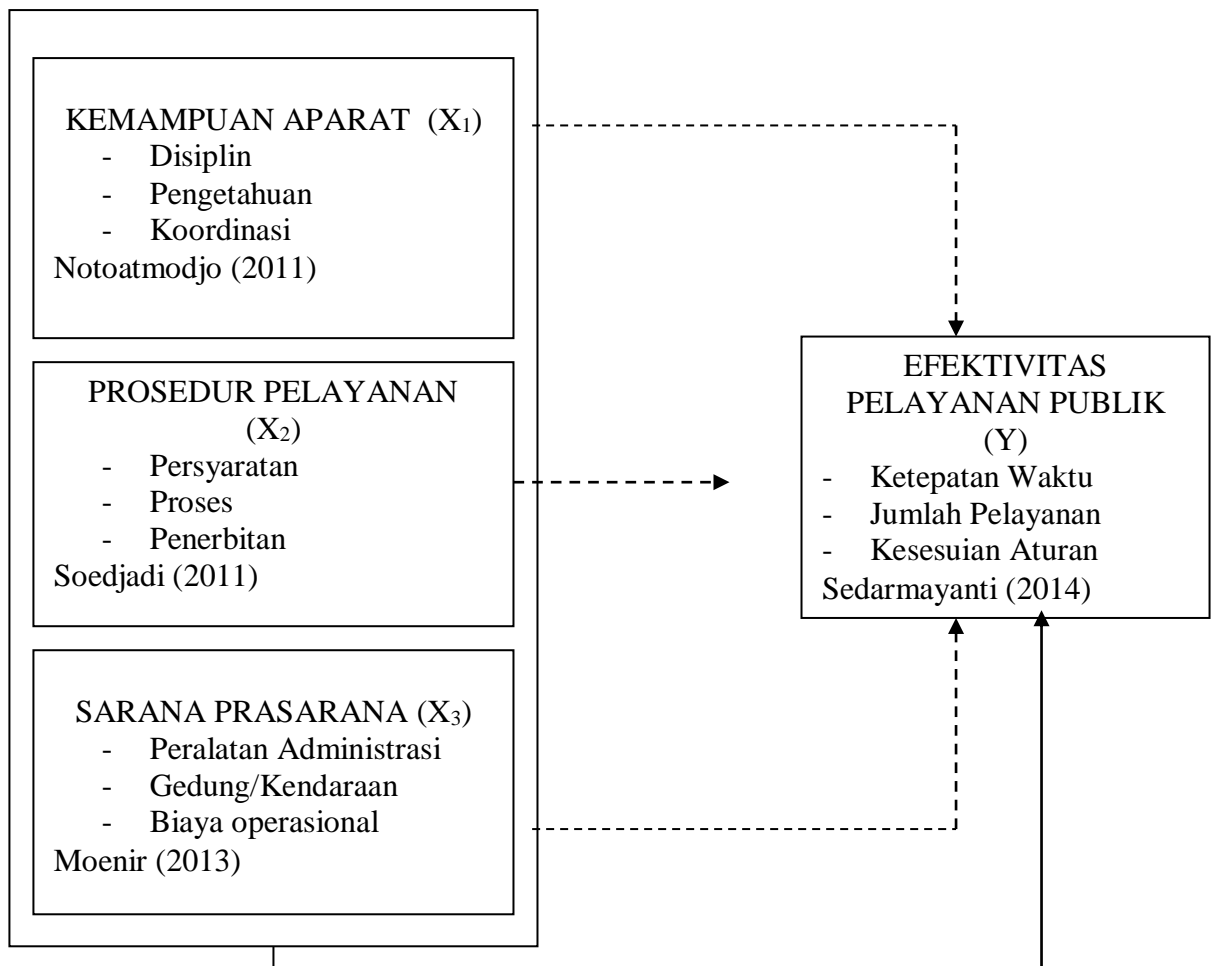 KEMAMPUAN APARAT (X₁)
- Disiplin
- Pengetahuan
- Koordinasi
Notoatmodjo (2011)
PROSEDUR PELAYANAN
(X₂)
- Persyaratan
- Proses
- Penerbitan
Soedjadi (2011)
SARANA PRASARANA (X₃)
- Peralatan Administrasi
- Gedung/Kendaraan
- Biaya operasional
Moenir (2013)
EFEKTIVITAS
PELAYANAN PUBLIK
(Y)
- Ketepatan Waktu
- Jumlah Pelayanan
- Kesesuian Aturan
Sedarmayanti (2014)